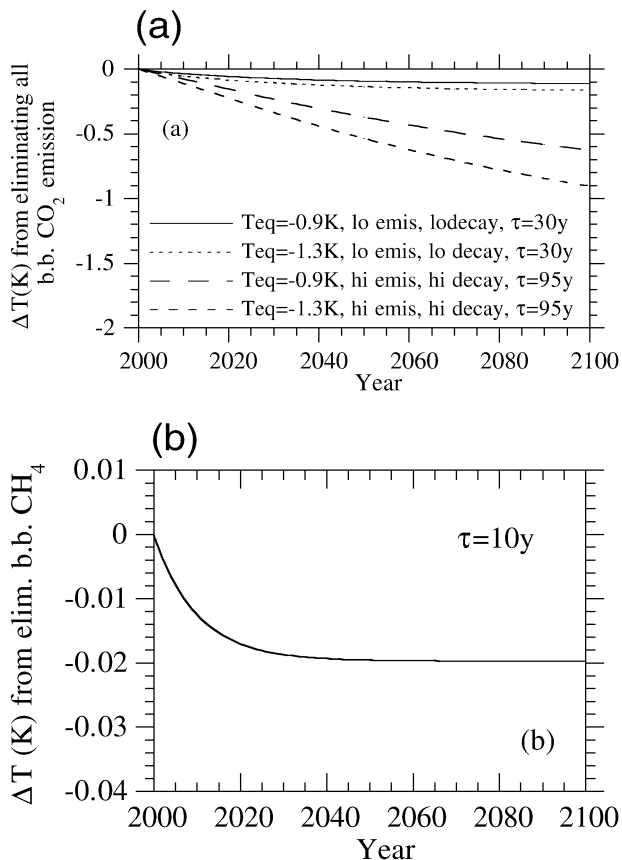 (a)
ΔT(K) from eliminating all
b.b. CO2 emission
0
-0.5
-1
-1.5
-2
(a)
Teq=-0.9K, lo emis, lodecay, τ=30y
Teq=-1.3K, lo emis, lo decay, τ=30y
Teq=-0.9K, hi emis, hi decay, τ=95y
Teq=-1.3K, hi emis, hi decay, τ=95y
2000 2020 2040 2060 2080 2100
Year
(b)
ΔT (K) from elim. b.b. CH4
0.01
0
-0.01
-0.02
-0.03
-0.04
τ=10y
(b)
2000 2020 2040 2060 2080 2100
Year